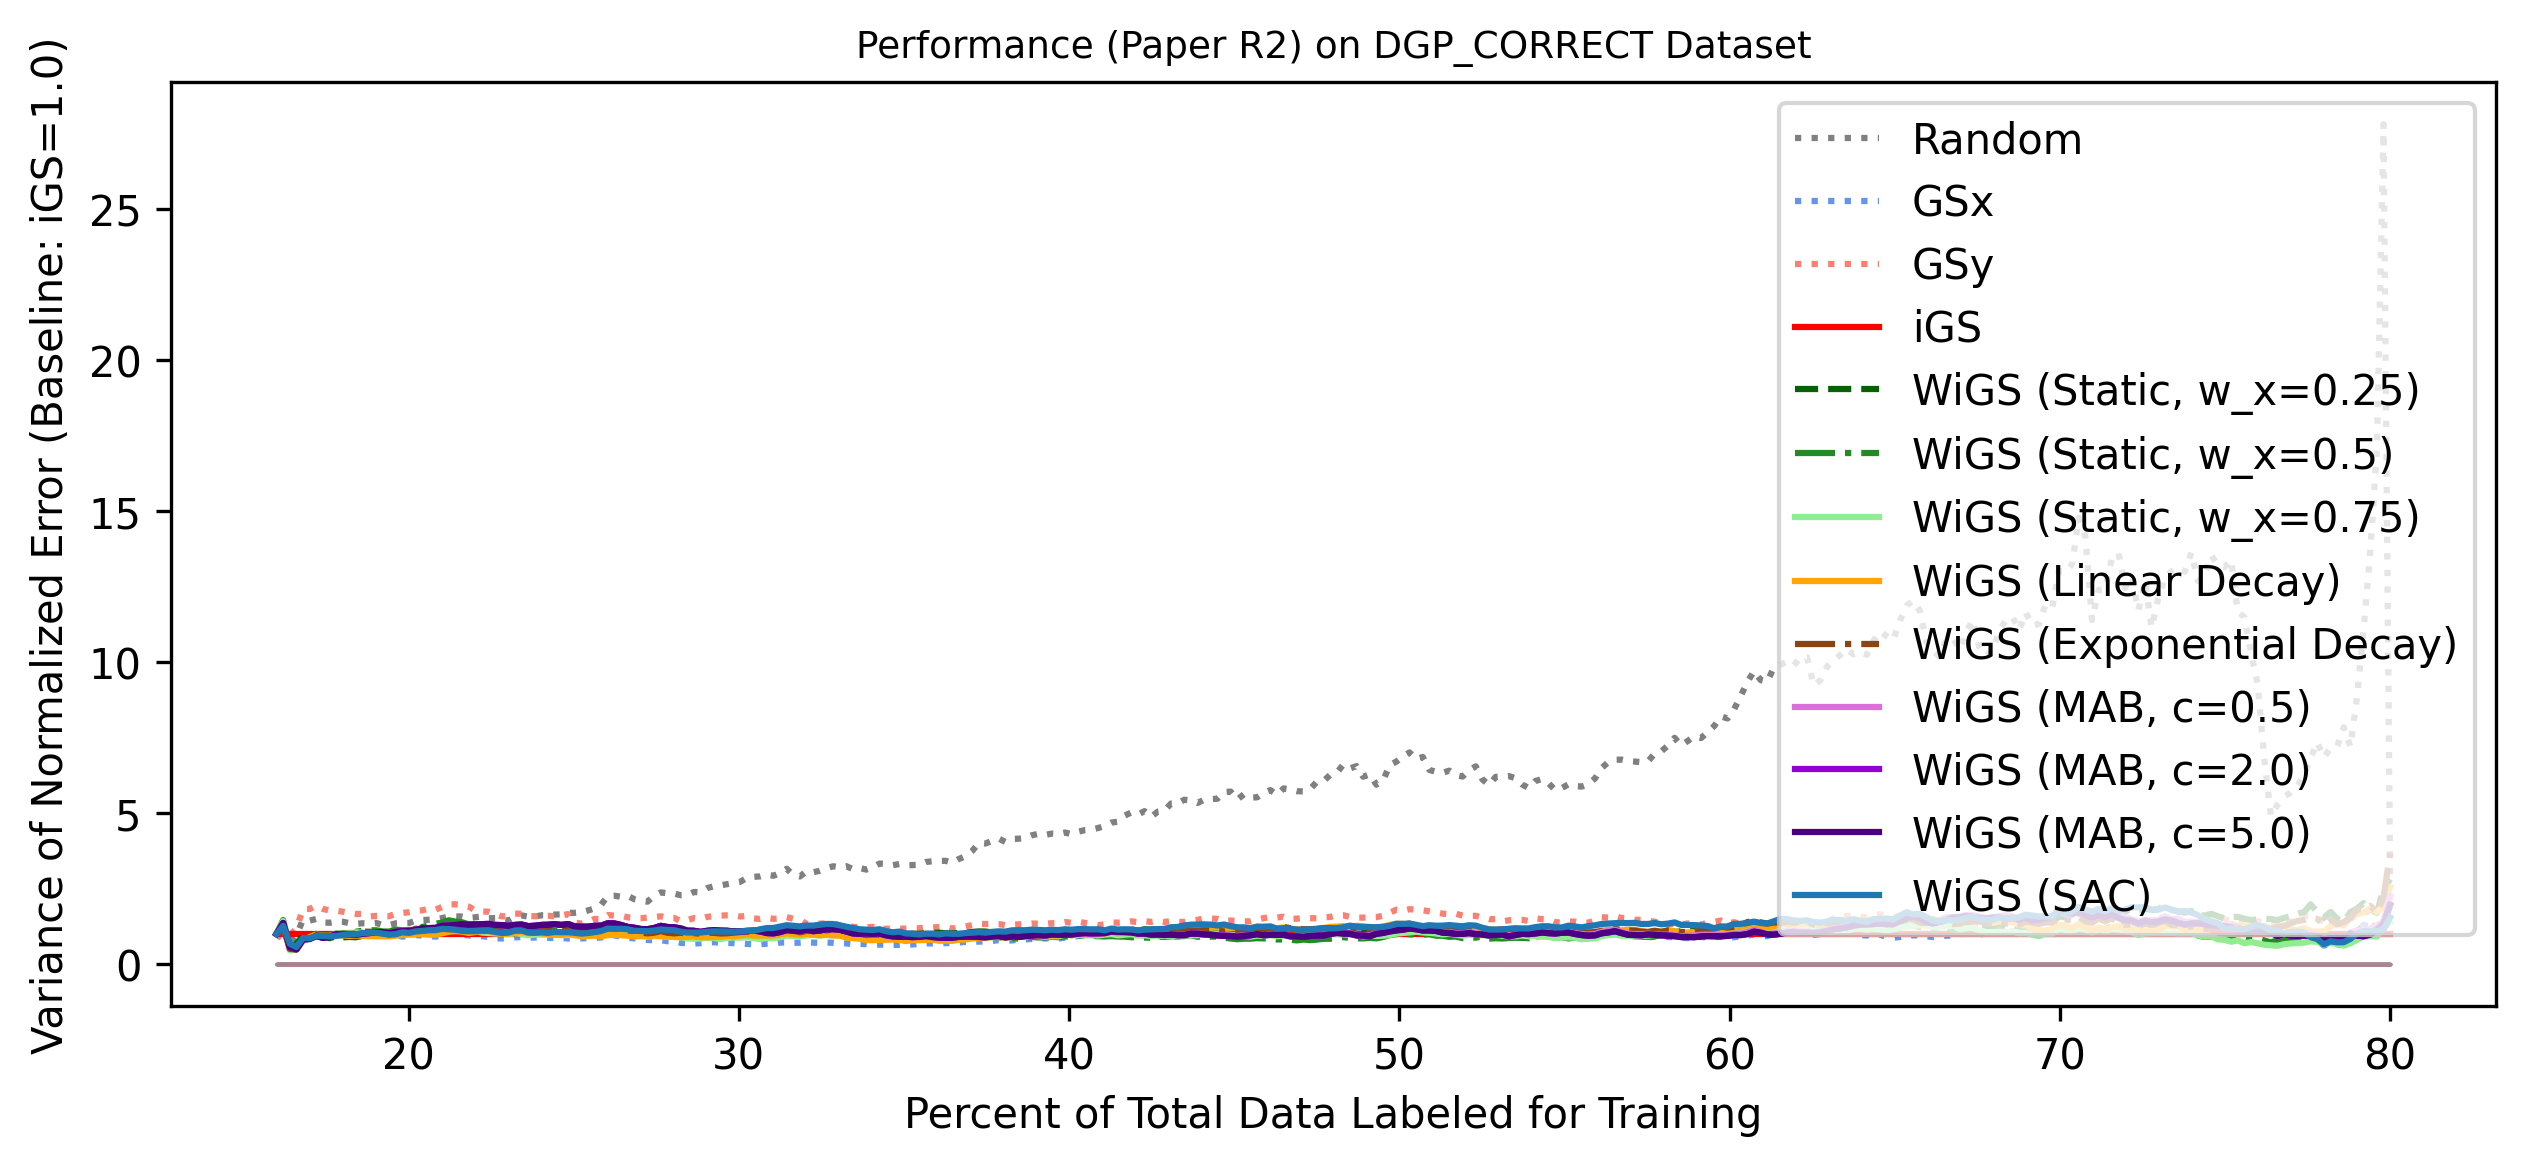 Performance (Paper R2) on DGP_CORRECT Dataset
Variance of Normalized Error (Baseline: iGS=1.0)
25
20
15
10
5
0
Random
GSx
GSy
iGS
WiGS (Static, w_x=0.25)
WiGS (Static, w_x=0.5)
WiGS (Static, w_x=0.75)
WiGS (Linear Decay)
WiGS (Exponential Decay)
WiGS (MAB, c=0.5)
WiGS (MAB, c=2.0)
WiGS (MAB, c=5.0)
WiGS (SAC)
20 30 40 50 60 70 80
Percent of Total Data Labeled for Training